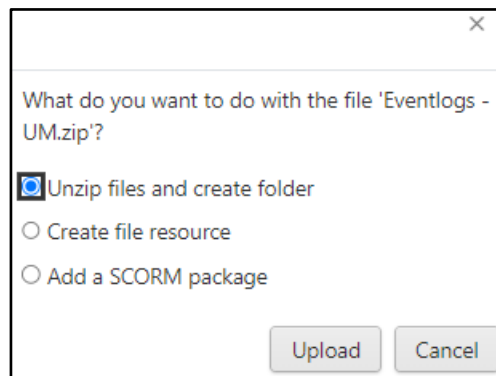 What do you want to do with the file 'Eventlogs -
UM.zip'?
Unzip files and create folder
Create file resource
Add a SCORM package
Upload Cancel